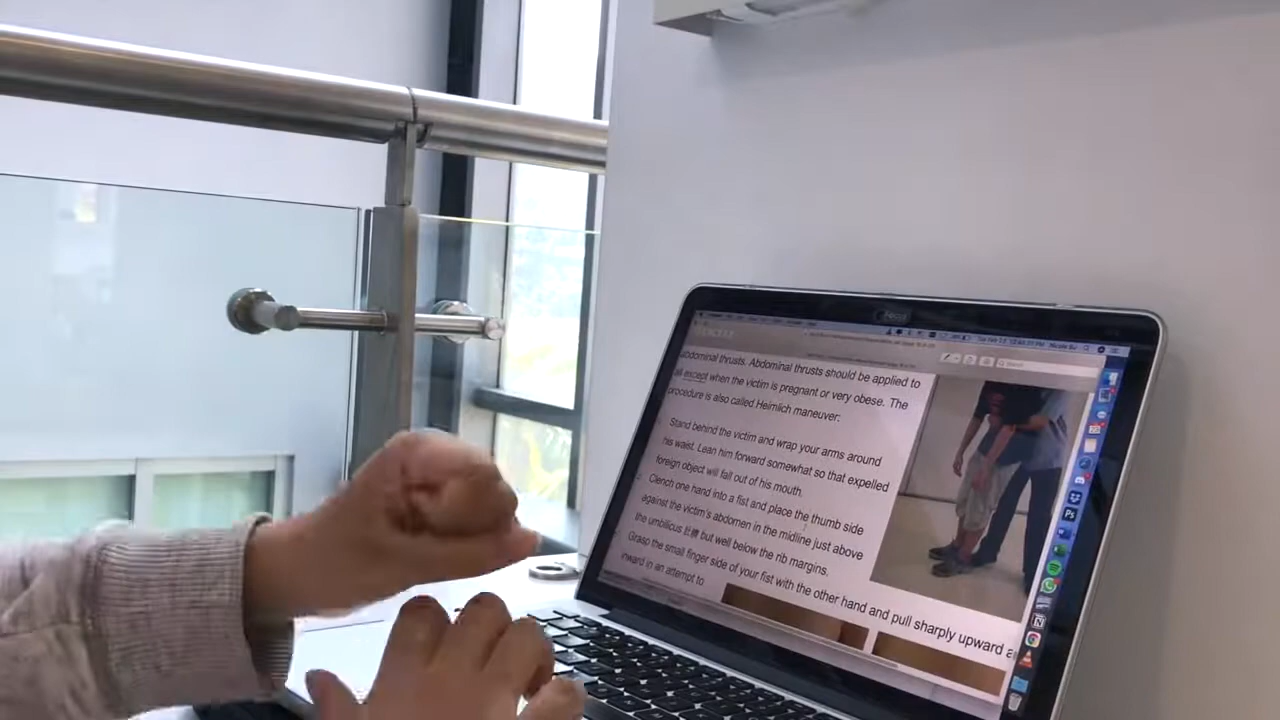 abdominal thrusts. Abdominal thrusts should be applied to
all except when the victim is pregnant or very obese. The
procedure is also called Heimlich maneuver:
Stand behind the victim and wrap your arms around
his waist. Lean him forward somewhat so that expelled
foreign object will fall out of his mouth.
Clench one hand into a fist and place the thumb side
against the victim's abdomen in the midline just above
the umbilicus 肚臍 but well below the rib margins.
Grasp the small finger side of your fist with the other hand and pull sharply upward a
inward in an attempt to
Ps